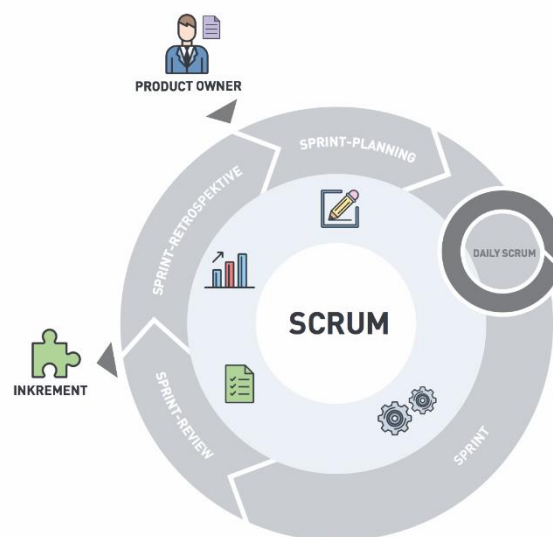 PRODUCT OWNER
SPRINT-PLANNING
SPRINT-RETROSPEKTIVE
DAILY SCRUM
SCRUM
INKREMENT
SPRINT-REVIEW
SPRINT